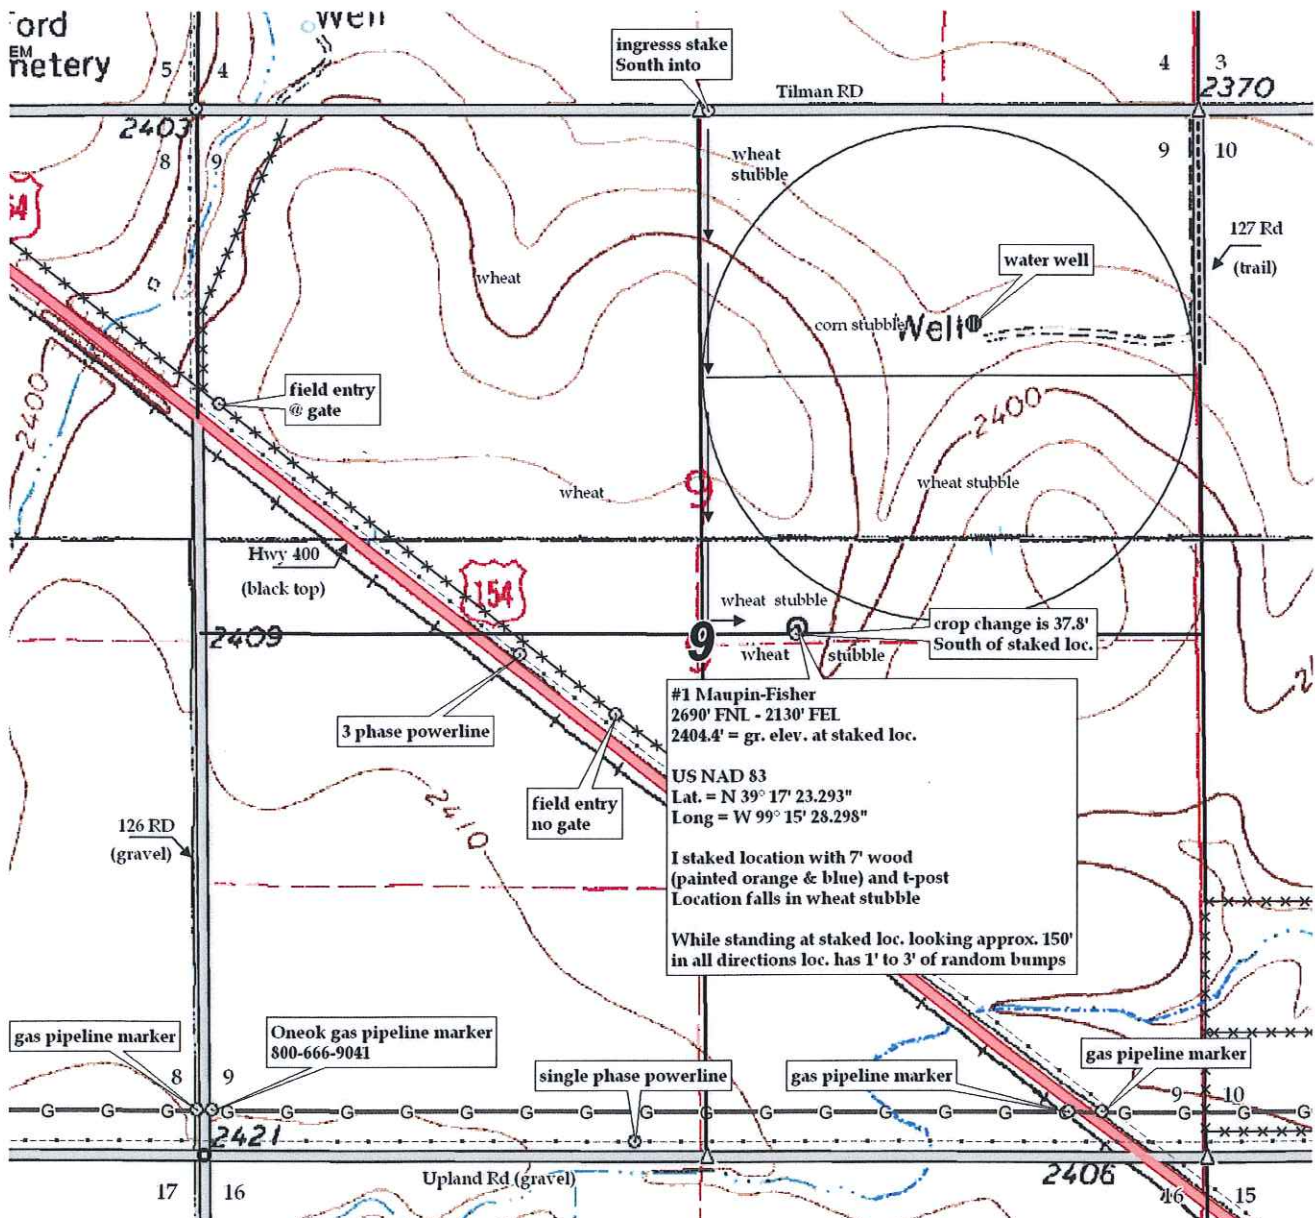 ford
EM
metery
Well
5 4
ingresss stake
South into
Tilman RD
4 3
2370
2403
8 9
wheat
stubble
9 10
54
127 Rd
(trail)
water well
wheat
corn stubble
Well
field entry
@ gate
2400
2400
wheat
9
wheat stubble
Hwy 400
(black top)
154
wheat stubble
crop change is 37.8'
South of staked loc.
2409
9
wheat stubble
#1 Maupin-Fisher
2690' FNL - 2130' FEL
2404.4' = gr. elev. at staked loc.
US NAD 83
Lat. = N 39° 17' 23.293"
Long = W 99° 15' 28.298"
I staked location with 7' wood
(painted orange & blue) and t-post
Location falls in wheat stubble
While standing at staked loc. looking approx. 150'
in all directions loc. has 1' to 3' of random bumps
3 phase powerline
field entry
no gate
2410
126 RD
(gravel)
gas pipeline marker
Oneok gas pipeline marker
800-666-9041
single phase powerline
gas pipeline marker
gas pipeline marker
8 9
9 10
G G G G G G G G G G G G G G G G G G G G
2421
Upland Rd (gravel)
2406
17 16
16 15